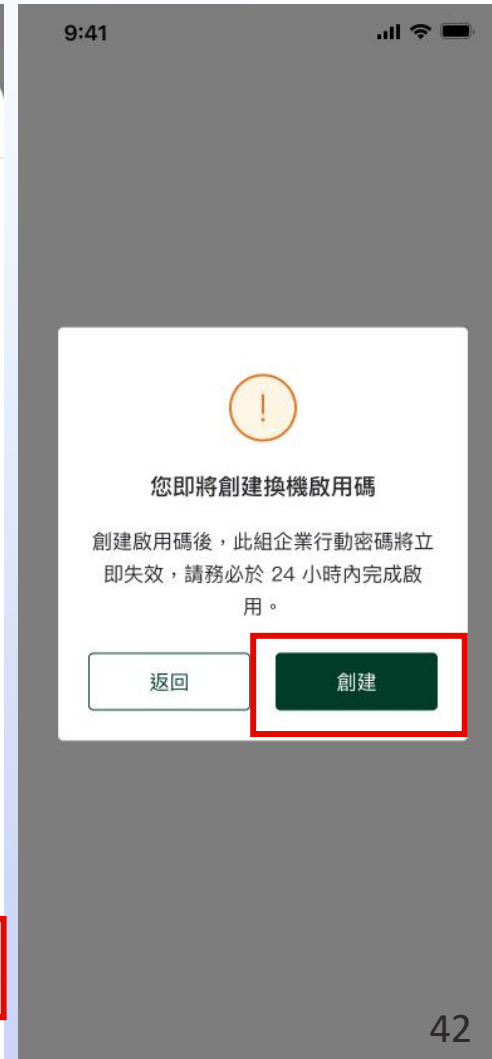 9:41
!
您即將創建換機啟用碼
創建啟用碼後，此組企業行動密碼將立
即失效，請務必於 24 小時內完成啟
用。
返回
創建
42